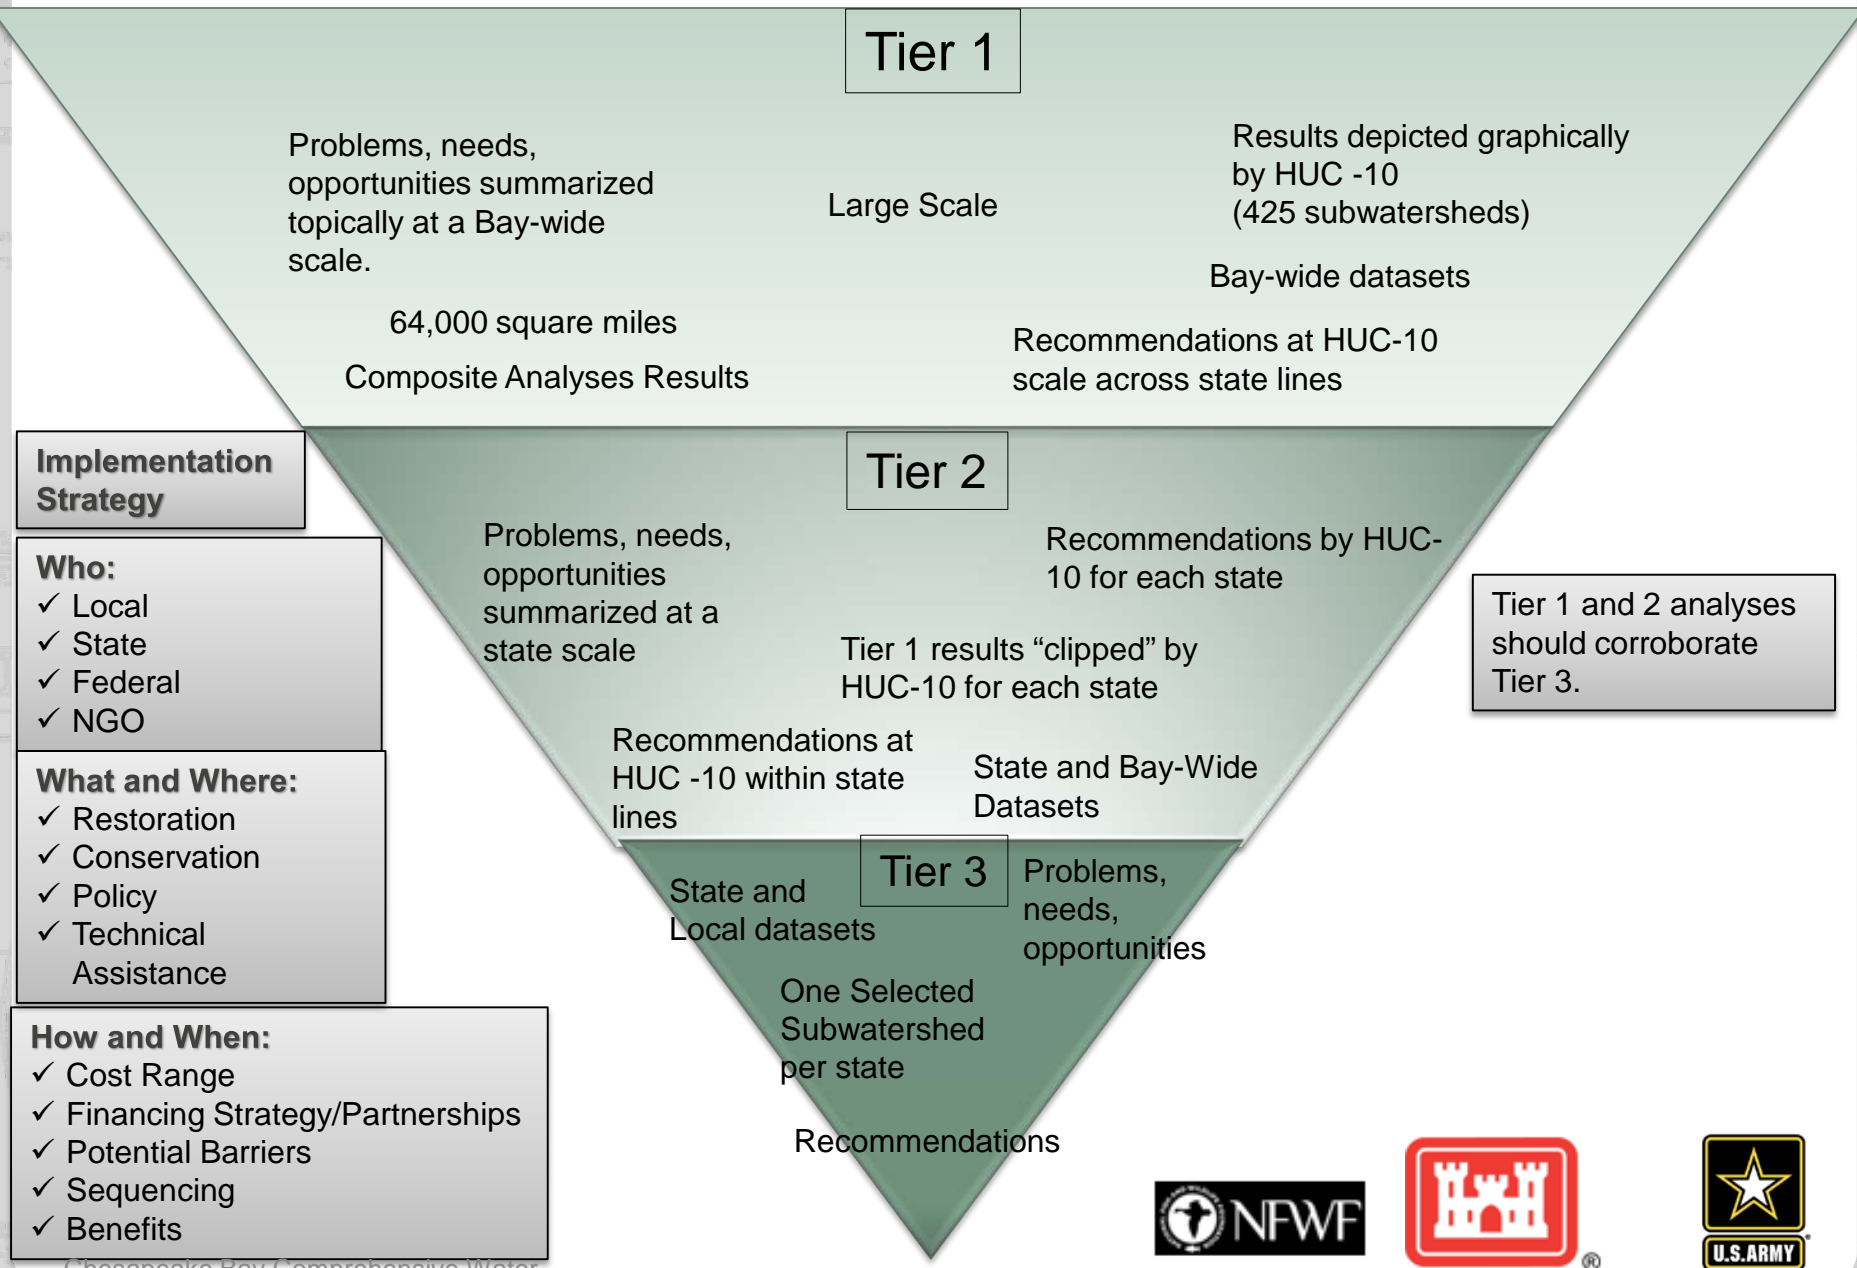 Tier 1
Problems, needs,
opportunities summarized
topically at a Bay-wide
scale.
Large Scale
Results depicted graphically
by HUC -10
(425 subwatersheds)
Bay-wide datasets
64,000 square miles
Composite Analyses Results
Recommendations at HUC-10
scale across state lines
Implementation
Strategy
Who:
✓ Local
✓ State
✓ Federal
✓ NGO
What and Where:
✓ Restoration
✓ Conservation
✓ Policy
✓ Technical
Assistance
How and When:
✓ Cost Range
✓ Financing Strategy/Partnerships
✓ Potential Barriers
✓ Sequencing
✓ Benefits
Tier 2
Problems, needs,
opportunities
summarized at a
state scale
Recommendations by HUC-
10 for each state
Tier 1 results “clipped” by
HUC-10 for each state
Recommendations at
HUC -10 within state
lines
State and Bay-Wide
Datasets
Tier 1 and 2 analyses
should corroborate
Tier 3.
Tier 3
State and
Local datasets
Problems,
needs,
opportunities
One Selected
Subwatershed
per state
Recommendations
NFWF
®
U.S.ARMY
Chesapeake Bay Comprehensive Water